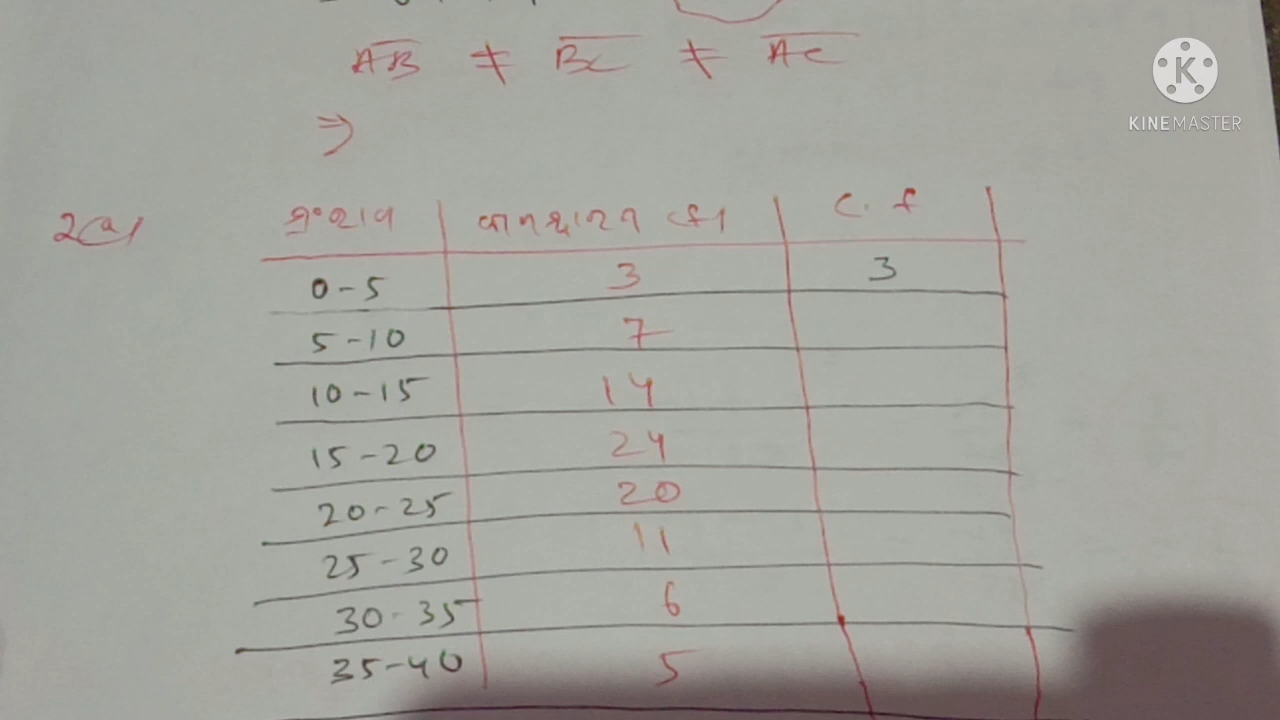 AB ≠ BC ≠ AC
K
KINEMASTER
⇒
2(a) ସଂଭାଗ (f) c.f
0-5 3 3
5-10 7
10-15 14
15-20 24
20-25 20
25-30 11
30-35 6
35-40 5